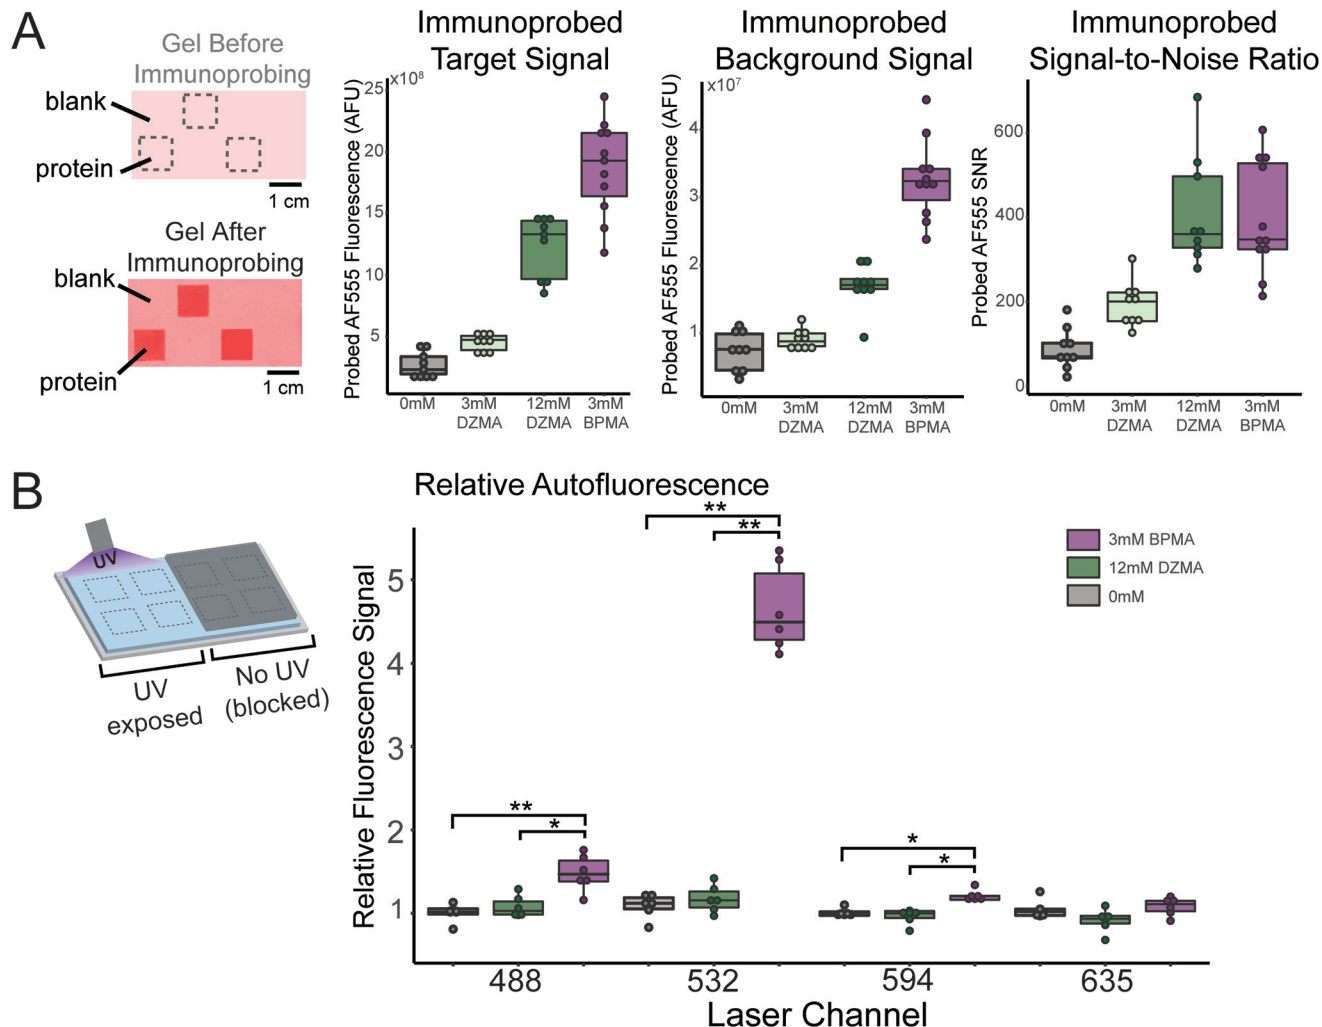 A
Gel Before
Immunoprobing
blank
protein
1 cm
Gel After
Immunoprobing
blank
protein
1 cm
Immunoprobed
Target Signal
Probed AF555 Fluorescence (AFU)
x10⁸
25
20
15
10
5
0mM
3mM
DZMA
12mM
DZMA
3mM
BPMA
Immunoprobed
Background Signal
Probed AF555 Fluorescence (AFU)
x10⁷
4
3
2
1
0mM
3mM
DZMA
12mM
DZMA
3mM
BPMA
Immunoprobed
Signal-to-Noise Ratio
Probed AF555 SNR
600
400
200
0
0mM
3mM
DZMA
12mM
DZMA
3mM
BPMA
B
UV
UV
exposed
No UV
(blocked)
Relative Autofluorescence
Relative Fluorescence Signal
5
4
3
2
1
**
**
**
*
*
*
3mM BPMA
12mM DZMA
0mM
488
532
594
635
Laser Channel